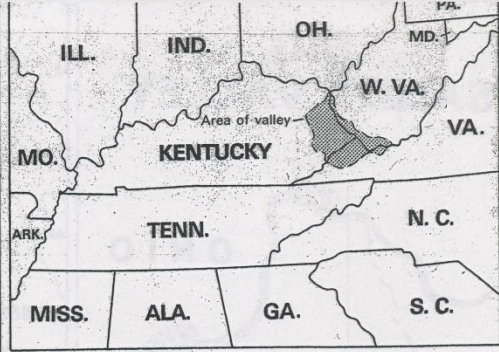 PA.
OH.
MD.
ILL.
IND.
W. VA.
Area of valley
VA.
MO.
KENTUCKY
N. C.
TENN.
ARK.
MISS.
ALA.
GA.
S. C.